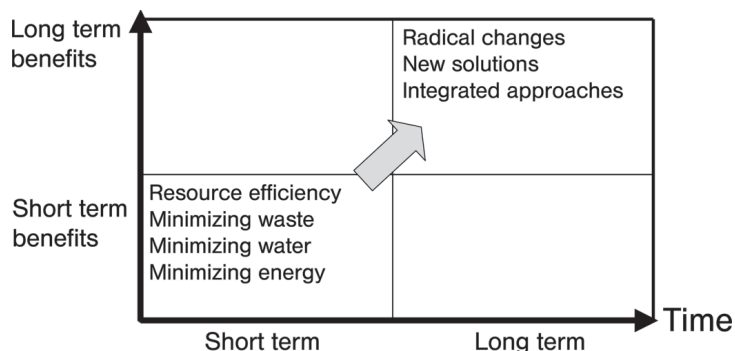 Long term
benefits
Radical changes
New solutions
Integrated approaches
Short term
benefits
Resource efficiency
Minimizing waste
Minimizing water
Minimizing energy
Time
Short term
Long term